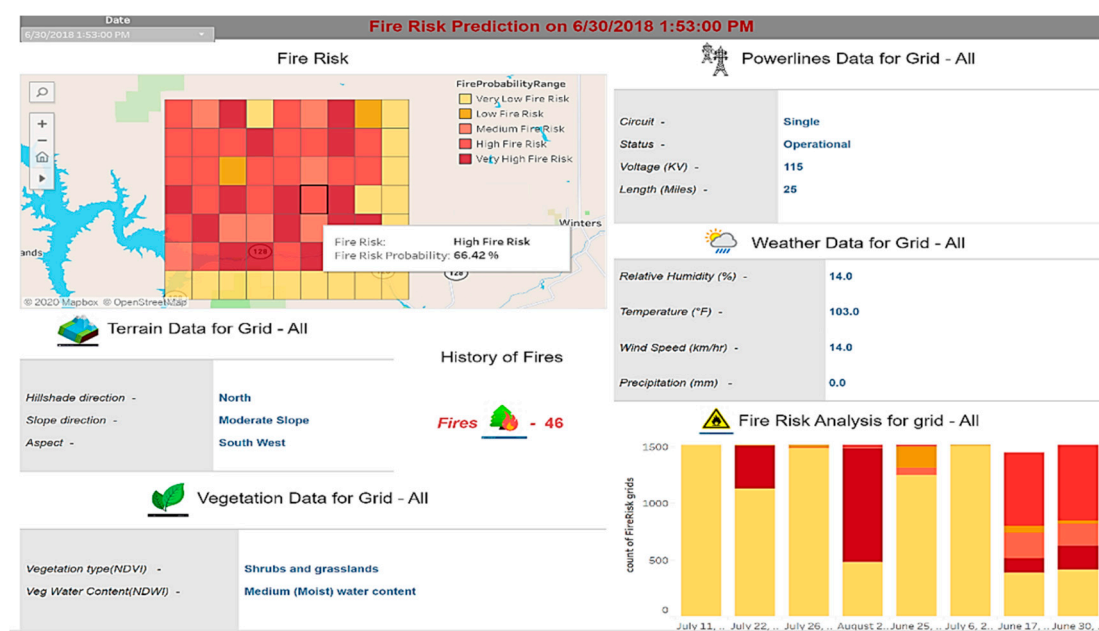 Date
6/30/2018 1:53:00 PM
Fire Risk Prediction on 6/30/2018 1:53:00 PM
Fire Risk
FireProbabilityRange
Very Low Fire Risk
Low Fire Risk
Medium Fire Risk
High Fire Risk
Very High Fire Risk
Winters
ands
128
128
Fire Risk: High Fire Risk
Fire Risk Probability: 66.42 %
© 2020 Mapbox © OpenStreetMap
Powerlines Data for Grid - All
Circuit - Single
Status - Operational
Voltage (KV) - 115
Length (Miles) - 25
Weather Data for Grid - All
Relative Humidity (%) - 14.0
Temperature (°F) - 103.0
Wind Speed (km/hr) - 14.0
Precipitation (mm) - 0.0
Terrain Data for Grid - All
Hillshade direction - North
Slope direction - Moderate Slope
Aspect - South West
History of Fires
Fires - 46
Vegetation Data for Grid - All
Vegetation type(NDVI) - Shrubs and grasslands
Veg Water Content(NDWI) - Medium (Moist) water content
Fire Risk Analysis for grid - All
count of FireRisk grids
1500
1000
500
0
July 11, .. July 22, .. July 26, .. August 2.. June 25, .. July 6, 2.. June 17, .. June 30, ..